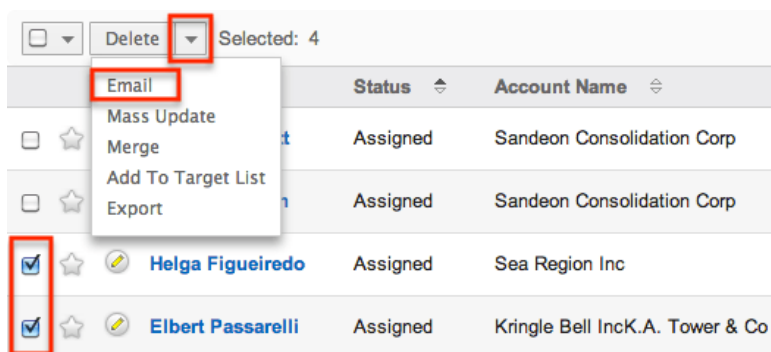 Delete Selected: 4
Email
Mass Update
Merge
Add To Target List
Export
Status Account Name
Assigned Sandeon Consolidation Corp
Assigned Sandeon Consolidation Corp
Helga Figueiredo Assigned Sea Region Inc
Elbert Passarelli Assigned Kringle Bell IncK.A. Tower & Co